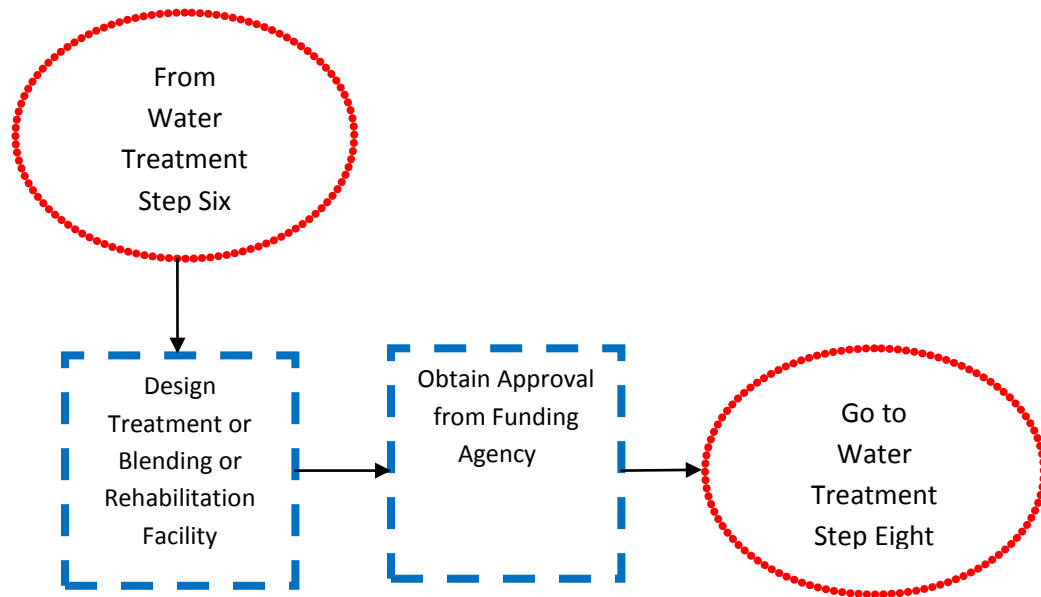 From
Water
Treatment
Step Six
Design
Treatment or
Blending or
Rehabilitation
Facility
Obtain Approval
from Funding
Agency
Go to
Water
Treatment
Step Eight